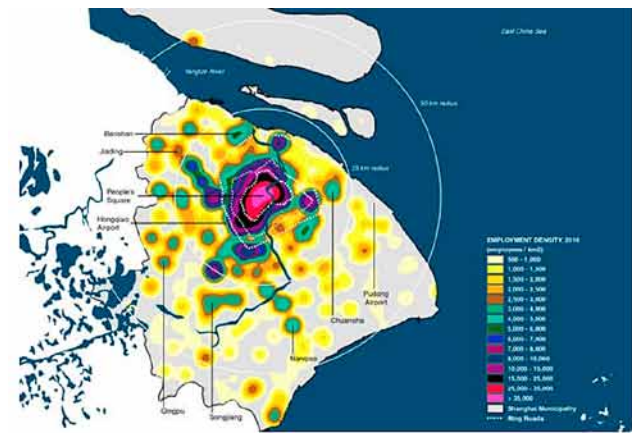 East China Sea
Yangtze River
50 km radius
Baoshan
Jiading
25 km radius
People's
Square
Hongqiao
Airport
Pudong
Airport
Chuansha
Nanqiao
Qingpu
Songjiang
EMPLOYMENT DENSITY, 2010
(employees / km2)
500 - 1,000
1,000 - 1,500
1,500 - 2,000
2,000 - 2,500
2,500 - 3,000
3,000 - 4,000
4,000 - 5,000
5,000 - 6,000
6,000 - 7,000
7,000 - 8,000
8,000 - 10,000
10,000 - 15,000
15,000 - 25,000
25,000 - 35,000
> 35,000
Shanghai Municipality
Ring Roads